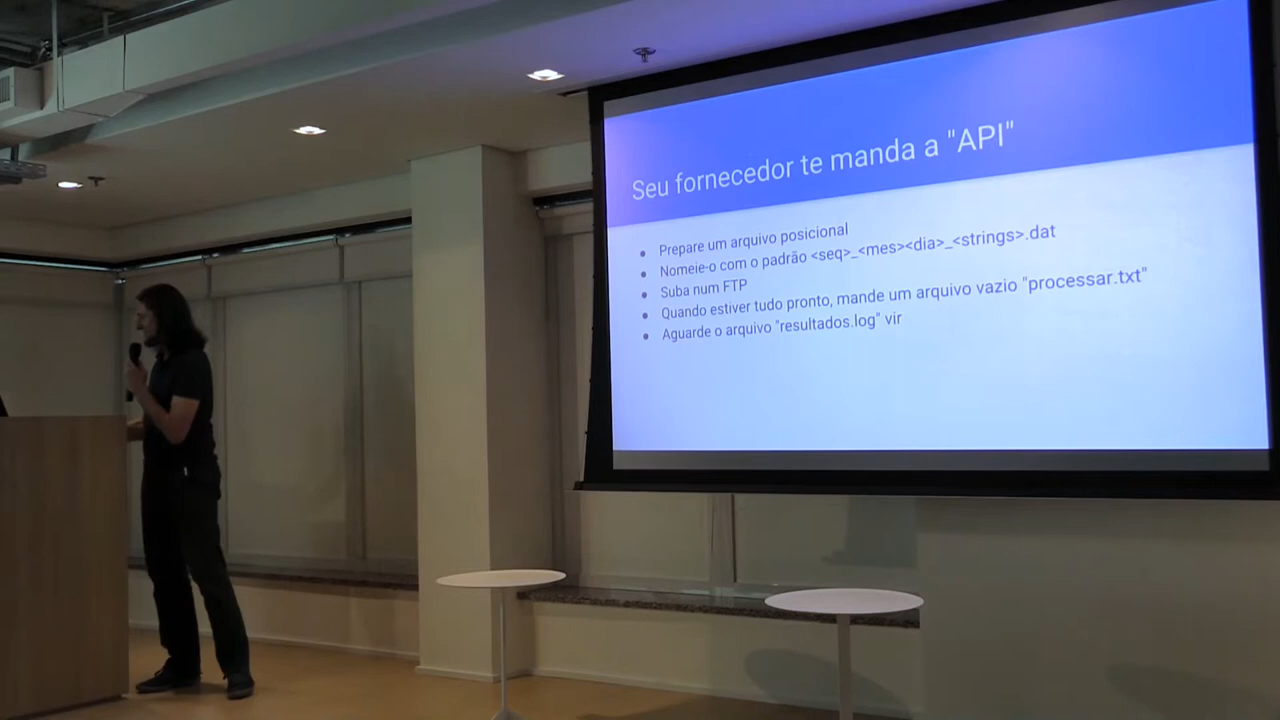 Seu fornecedor te manda a "API"
● Prepare um arquivo posicional
● Nomeie-o com o padrão <seq>_<mes><dia>_<strings>.dat
● Suba num FTP
● Quando estiver tudo pronto, mande um arquivo vazio "processar.txt"
● Aguarde o arquivo "resultados.log" vir